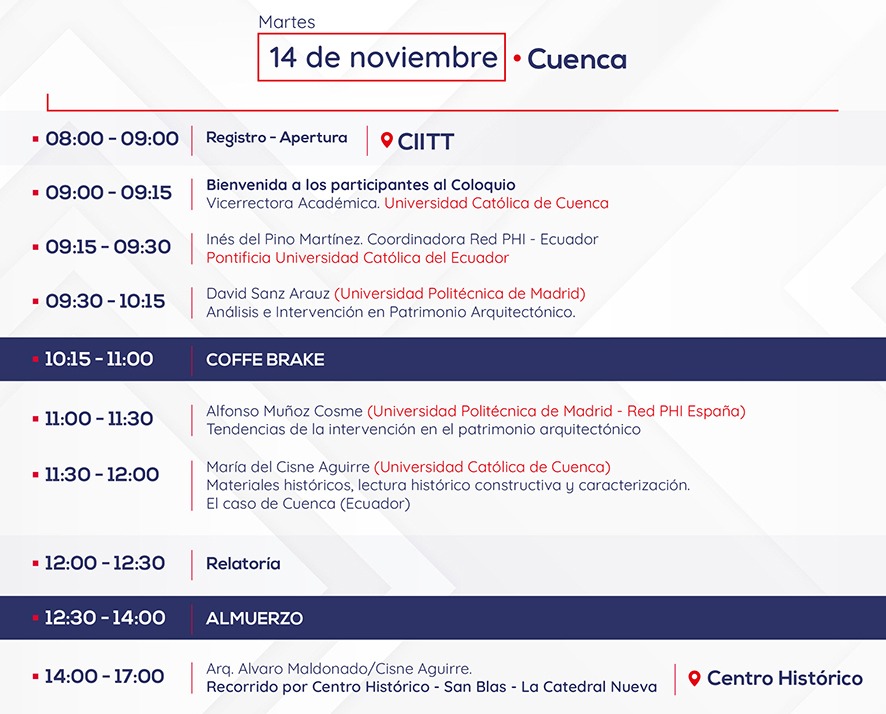 Martes
14 de noviembre • Cuenca
08:00 - 09:00 Registro - Apertura CIITT
09:00 - 09:15 Bienvenida a los participantes al Coloquio
Vicerrectora Académica. Universidad Católica de Cuenca
09:15 - 09:30 Inés del Pino Martínez. Coordinadora Red PHI - Ecuador
Pontificia Universidad Católica del Ecuador
09:30 - 10:15 David Sanz Arauz (Universidad Politécnica de Madrid)
Análisis e Intervención en Patrimonio Arquitectónico.
10:15 - 11:00 COFFE BRAKE
11:00 - 11:30 Alfonso Muñoz Cosme (Universidad Politécnica de Madrid - Red PHI España)
Tendencias de la intervención en el patrimonio arquitectónico
11:30 - 12:00 María del Cisne Aguirre (Universidad Católica de Cuenca)
Materiales históricos, lectura histórico constructiva y caracterización.
El caso de Cuenca (Ecuador)
12:00 - 12:30 Relatoría
12:30 - 14:00 ALMUERZO
14:00 - 17:00 Arq. Alvaro Maldonado/Cisne Aguirre.
Recorrido por Centro Histórico - San Blas - La Catedral Nueva Centro Histórico